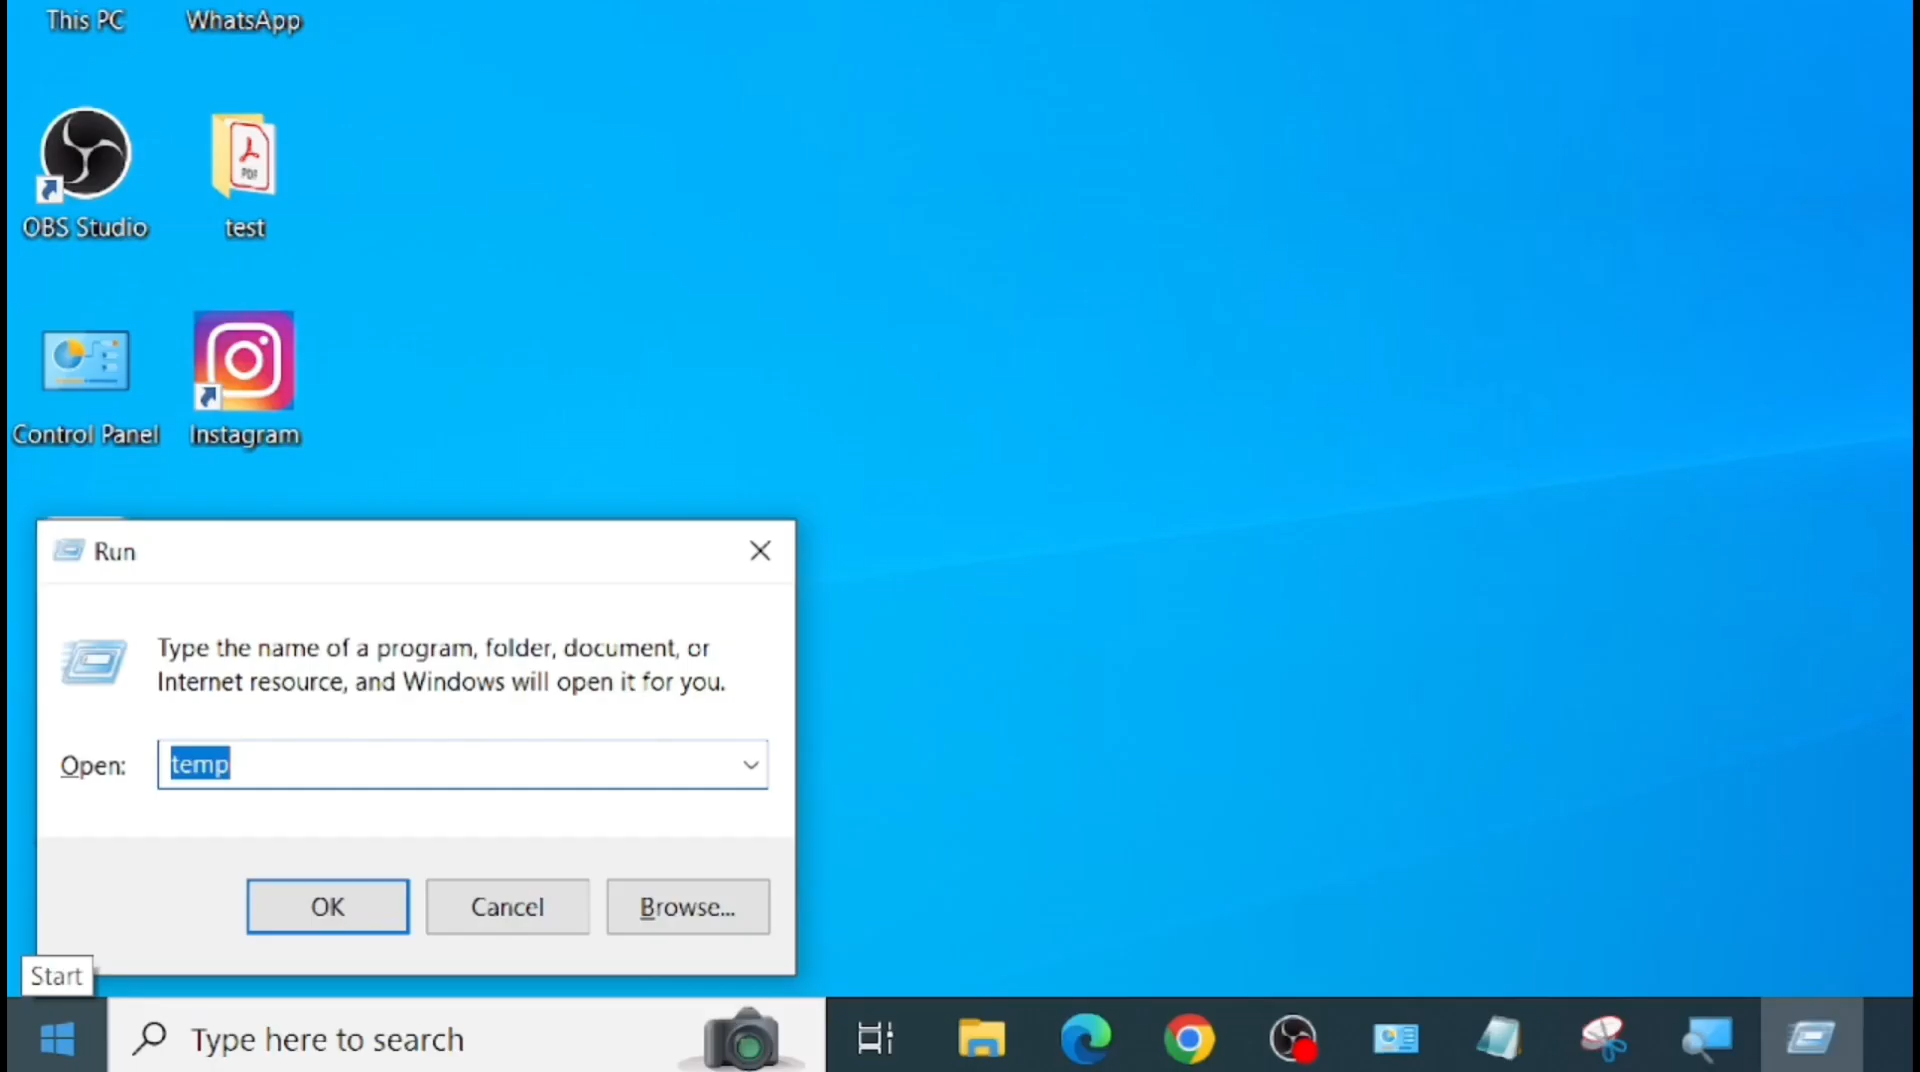 This PC
WhatsApp
OBS Studio
test
PDF
Control Panel
Instagram
Run
Type the name of a program, folder, document, or
Internet resource, and Windows will open it for you.
Open:
temp
OK
Cancel
Browse...
Start
Type here to search